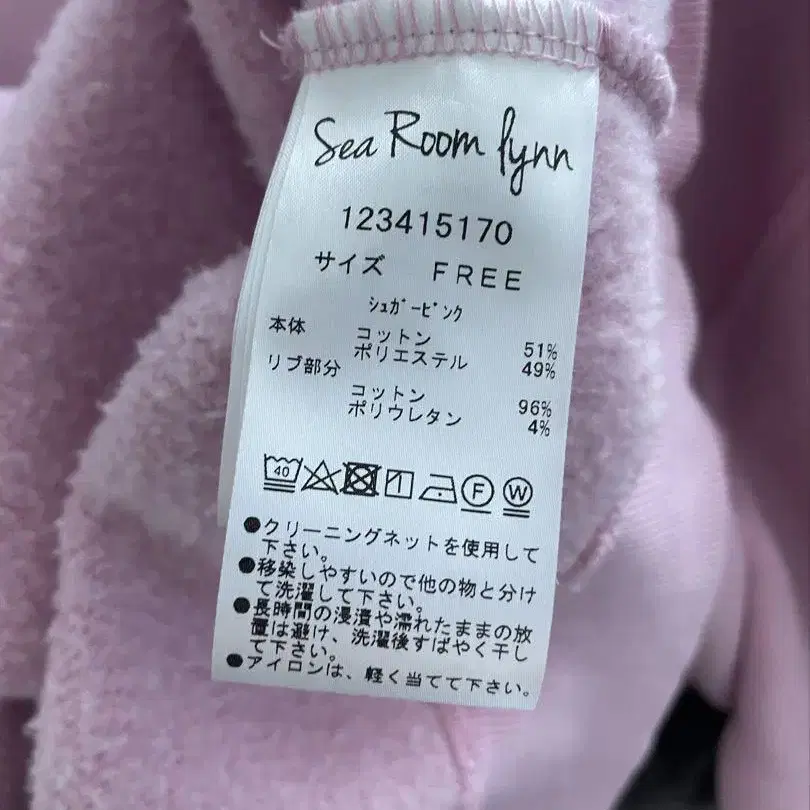 Sea Room lynn
123415170
サイズ FREE
ｼｭｶﾞｰﾋﾟﾝｸ
本体 コットン 51%
ポリエステル 49%
リブ部分
コットン 96%
ポリウレタン 4%
40 F W
●クリーニングネットを使用して
下さい。
●移染しやすいので他の物と分け
て洗濯して下さい。
●長時間の浸漬や濡れたままの放
置は避け、洗濯後すばやく干し
て下さい。
●アイロンは、軽く当てて下さい。